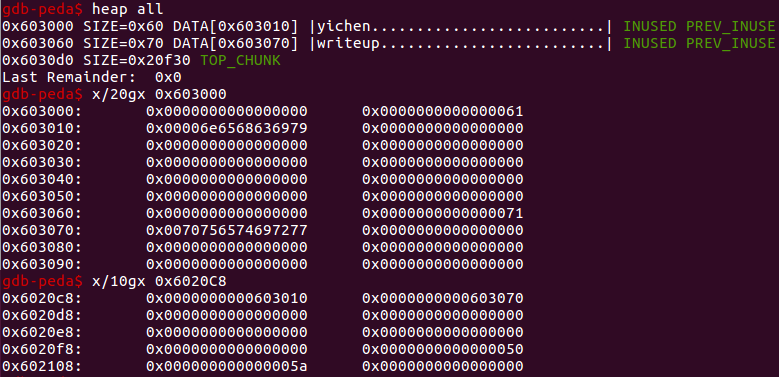 gdb-peda$ heap all
0x603000 SIZE=0x60 DATA[0x603010] |yichen..........................| INUSED PREV_INUSE
0x603060 SIZE=0x70 DATA[0x603070] |writeup.........................| INUSED PREV_INUSE
0x6030d0 SIZE=0x20f30 TOP_CHUNK
Last Remainder:  0x0
gdb-peda$ x/20gx 0x603000
0x603000:	0x0000000000000000	0x0000000000000061
0x603010:	0x00006e6568636979	0x0000000000000000
0x603020:	0x0000000000000000	0x0000000000000000
0x603030:	0x0000000000000000	0x0000000000000000
0x603040:	0x0000000000000000	0x0000000000000000
0x603050:	0x0000000000000000	0x0000000000000000
0x603060:	0x0000000000000000	0x0000000000000071
0x603070:	0x0070756574697277	0x0000000000000000
0x603080:	0x0000000000000000	0x0000000000000000
0x603090:	0x0000000000000000	0x0000000000000000
gdb-peda$ x/10gx 0x6020C8
0x6020c8:	0x0000000000603010	0x0000000000603070
0x6020d8:	0x0000000000000000	0x0000000000000000
0x6020e8:	0x0000000000000000	0x0000000000000000
0x6020f8:	0x0000000000000000	0x0000000000000050
0x602108:	0x000000000000005a	0x0000000000000000